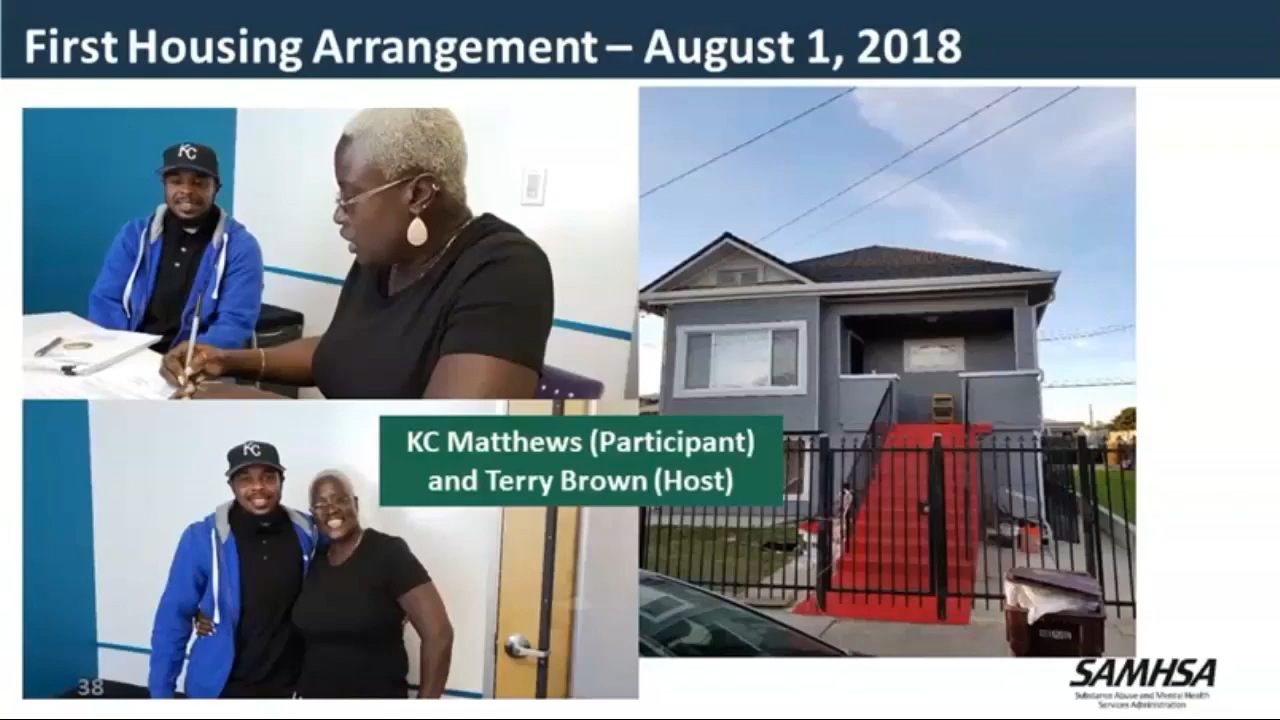 First Housing Arrangement – August 1, 2018
KC
KC
KC Matthews (Participant)
and Terry Brown (Host)
38
SAMHSA
Substance Abuse and Mental Health
Services Administration